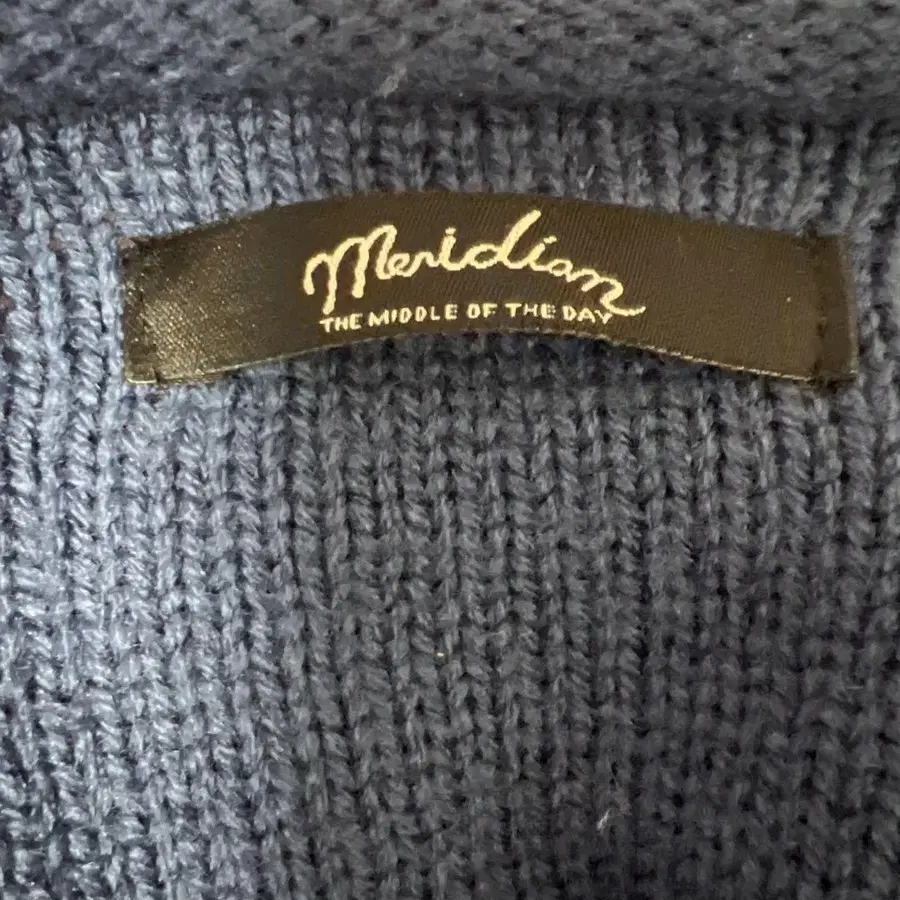 Meridian
THE MIDDLE OF THE DAY